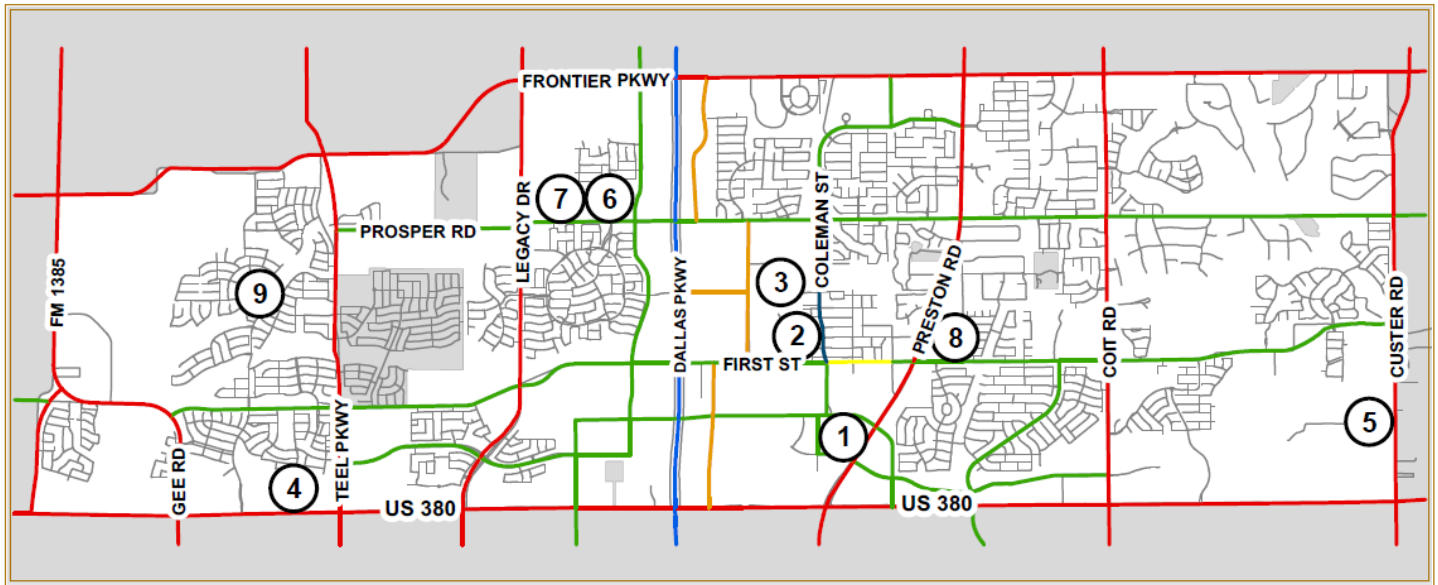 FRONTIER PKWY
7
6
LEGACY DR
COLEMAN ST
PROSPER RD
FM 1385
9
3
DALLAS PKWY
PRESTON RD
CUSTER RD
2
8
FIRST ST
COIT RD
1
5
GEE RD
4
TEEL PKWY
US 380
US 380